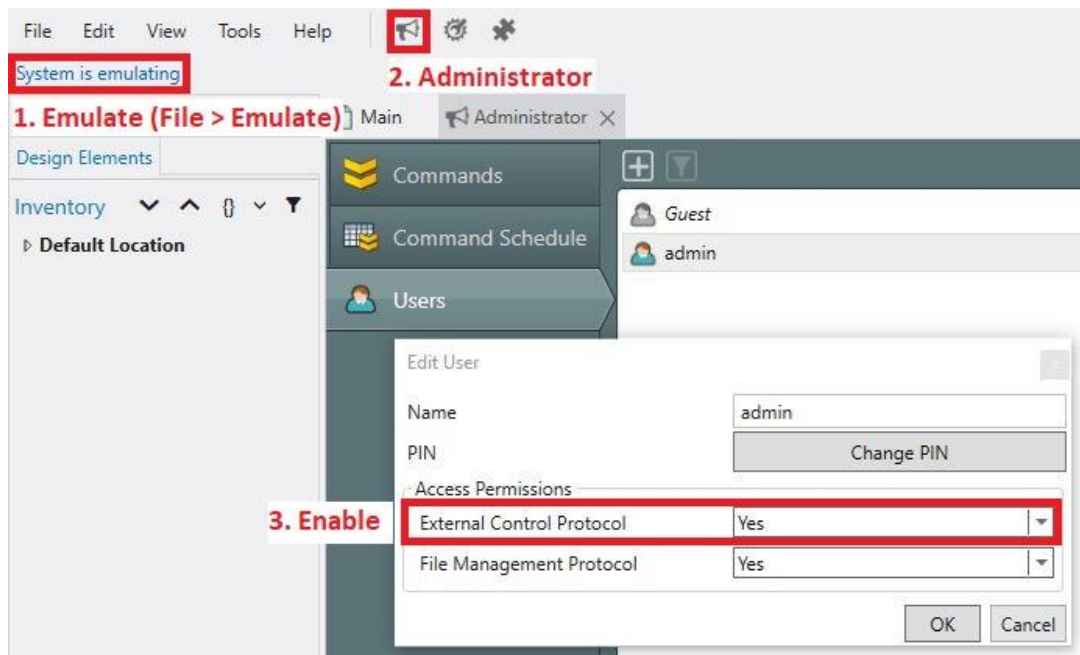 File Edit View Tools Help
System is emulating
2. Administrator
1. Emulate (File > Emulate)
Main
Administrator
Design Elements
Inventory
{}
Default Location
Commands
Command Schedule
Users
Guest
admin
Edit User
Name admin
PIN Change PIN
Access Permissions
3. Enable
External Control Protocol Yes
File Management Protocol Yes
OK Cancel